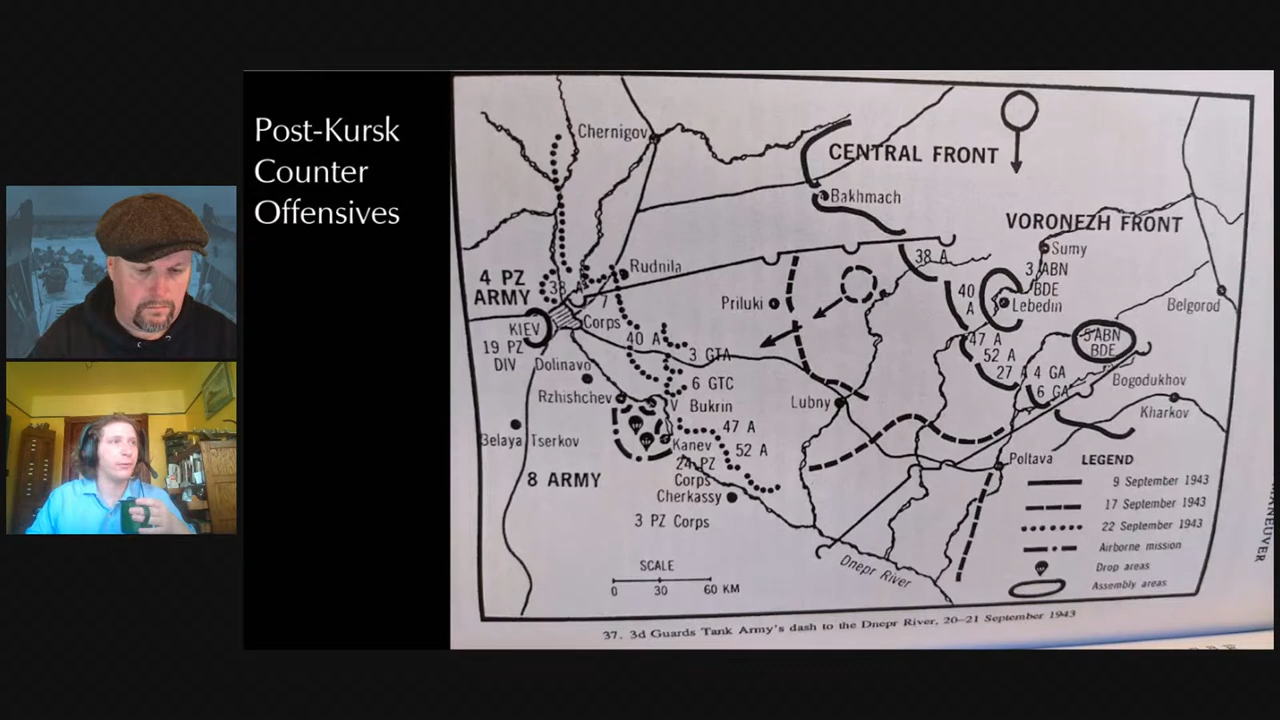 Post-Kursk
Counter
Offensives
Chernigov
CENTRAL FRONT
Bakhmach
VORONEZH FRONT
Sumy
38 A
3 ABN
BDE
Lebedin
40
A
Belgorod
4 PZ
ARMY
Rudnila
38 A
7
Corps
Priluki
KIEV
19 PZ
DIV
40 A
3 GTA
47 A
52 A
27 A
4 GA
6 GA
5 ABN
BDE
Bogodukhov
Kharkov
Dolinavo
6 GTC
Rzhishchev
V
Bukrin
Lubny
47 A
Belaya Tserkov
Kanev
52 A
24 PZ
Corps
8 ARMY
Cherkassy
3 PZ Corps
Poltava
LEGEND
9 September 1943
17 September 1943
22 September 1943
Airborne mission
Drop areas
Assembly areas
Dnepr River
SCALE
0 30 60 KM
37. 3d Guards Tank Army's dash to the Dnepr River, 20–21 September 1943